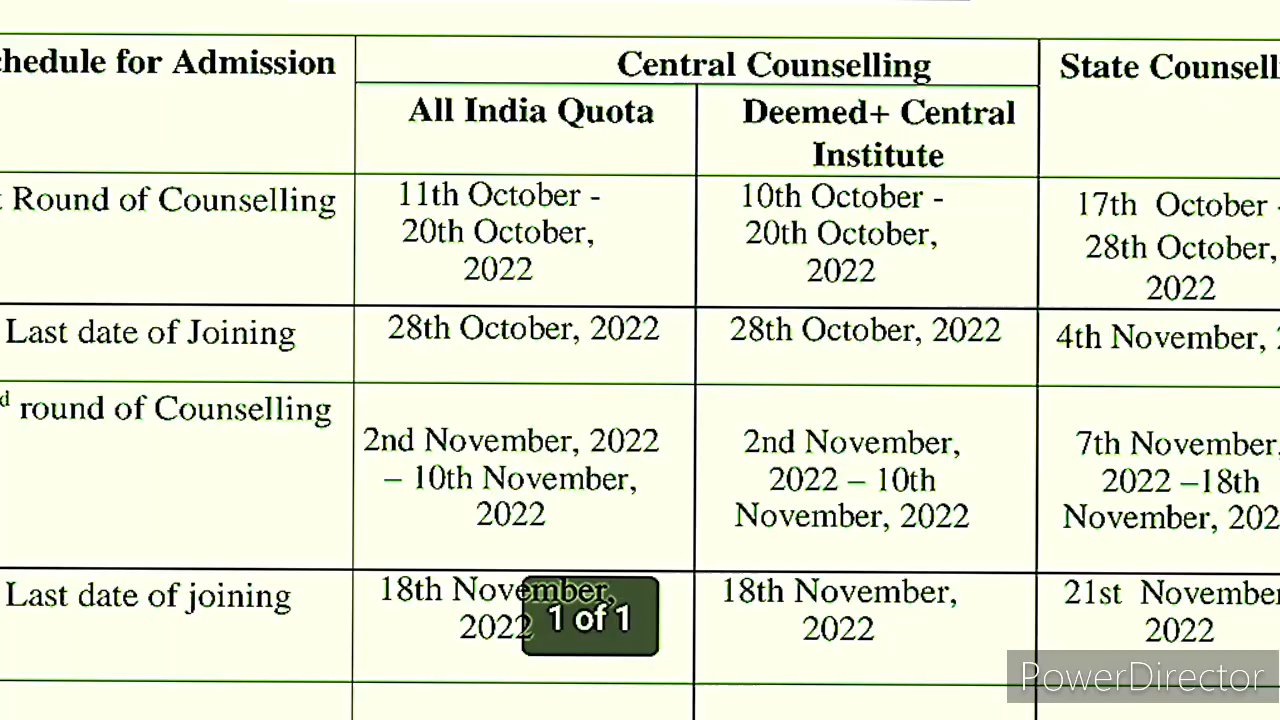 chedule for Admission
Central Counselling
State Counsell
All India Quota
Deemed+ Central
Institute
t Round of Counselling
11th October -
20th October,
2022
10th October -
20th October,
2022
17th October -
28th October,
2022
Last date of Joining
28th October, 2022
28th October, 2022
4th November, 2
d round of Counselling
2nd November, 2022
– 10th November,
2022
2nd November,
2022 – 10th
November, 2022
7th November,
2022 –18th
November, 202
Last date of joining
18th November,
2022
18th November,
2022
21st November
2022
1 of 1
PowerDirector